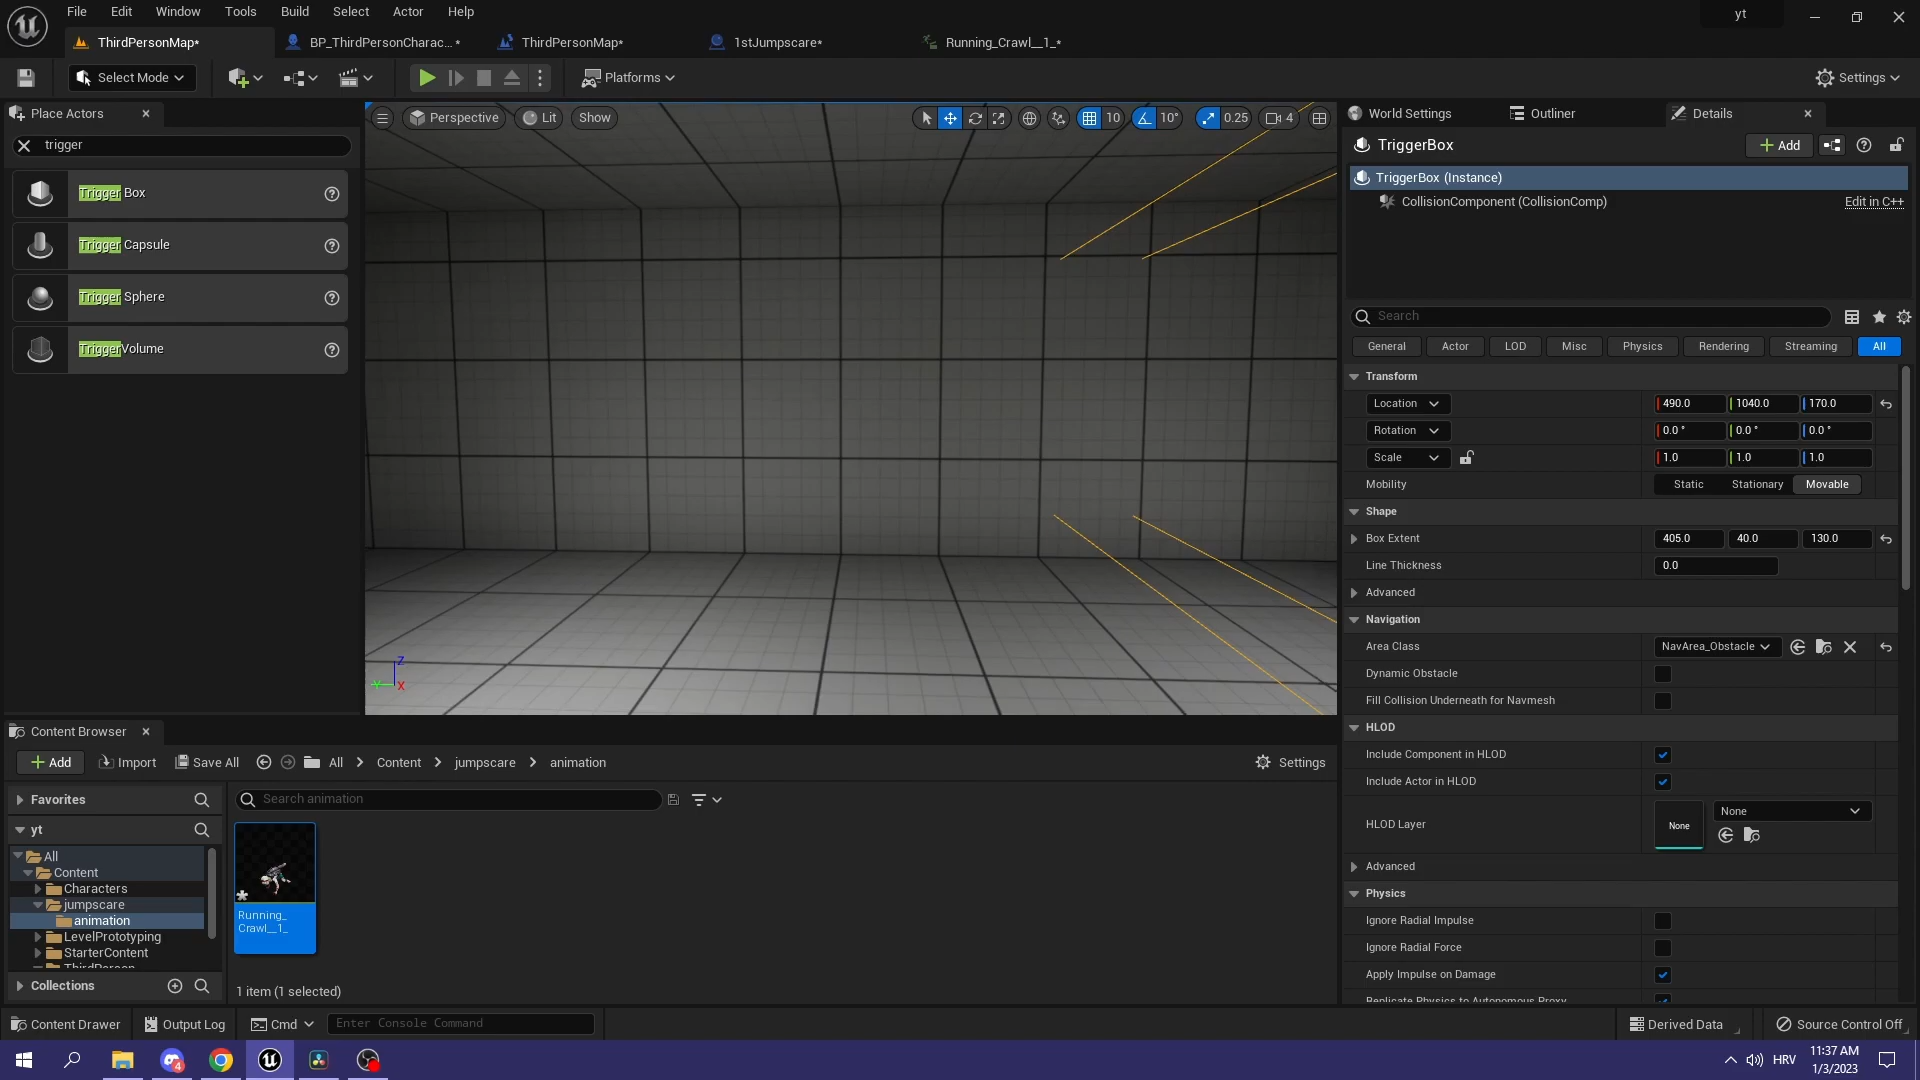 File Edit Window Tools Build Select Actor Help
yt
ThirdPersonMap*
BP_ThirdPersonCharac... *
ThirdPersonMap*
1stJumpscare*
Running_Crawl__1_*
Select Mode
Platforms
Settings
Place Actors
trigger
Trigger Box
Trigger Capsule
Trigger Sphere
TriggerVolume
Perspective Lit Show
10 10° 0.25 4
Z
Y X
World Settings Outliner Details
TriggerBox
Add
TriggerBox (Instance)
CollisionComponent (CollisionComp) Edit in C++
Search
General Actor LOD Misc Physics Rendering Streaming All
Transform
Location 490.0 1040.0 170.0
Rotation 0.0 ° 0.0 ° 0.0 °
Scale 1.0 1.0 1.0
Mobility Static Stationary Movable
Shape
Box Extent 405.0 40.0 130.0
Line Thickness 0.0
Advanced
Navigation
Area Class NavArea_Obstacle
Dynamic Obstacle
Fill Collision Underneath for Navmesh
HLOD
Include Component in HLOD
Include Actor in HLOD
HLOD Layer None None
Advanced
Physics
Ignore Radial Impulse
Ignore Radial Force
Apply Impulse on Damage
Replicate Physics to Autonomous Proxy
Content Browser
Add Import Save All All Content jumpscare animation Settings
Favorites
Search animation
yt
All
Content
Characters
jumpscare
animation
LevelPrototyping
StarterContent
ThirdPerson
Collections
Running_
Crawl__1_
1 item (1 selected)
Content Drawer Output Log Cmd Enter Console Command Derived Data Source Control Off
4
HRV
11:37 AM
1/3/2023